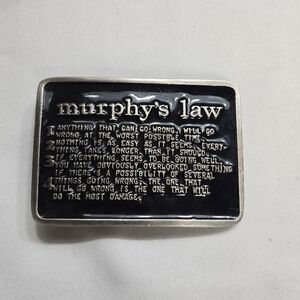 murphy's law
1 ANYTHING THAT CAN GO WRONG, WILL GO
WRONG AT THE WORST POSSIBLE TIME
2 NOTHING IS AS EASY AS IT SEEMS, EVERY-
THING TAKES LONGER THAN IT SHOULD.
3 IF EVERYTHING SEEMS TO BE GOING WELL,
YOU HAVE OBVIOUSLY OVERLOOKED SOMETHING
4 IF THERE IS A POSSIBILITY OF SEVERAL
THINGS GOING WRONG, THE ONE THAT
WILL GO WRONG IS THE ONE THAT WILL
DO THE MOST DAMAGE.